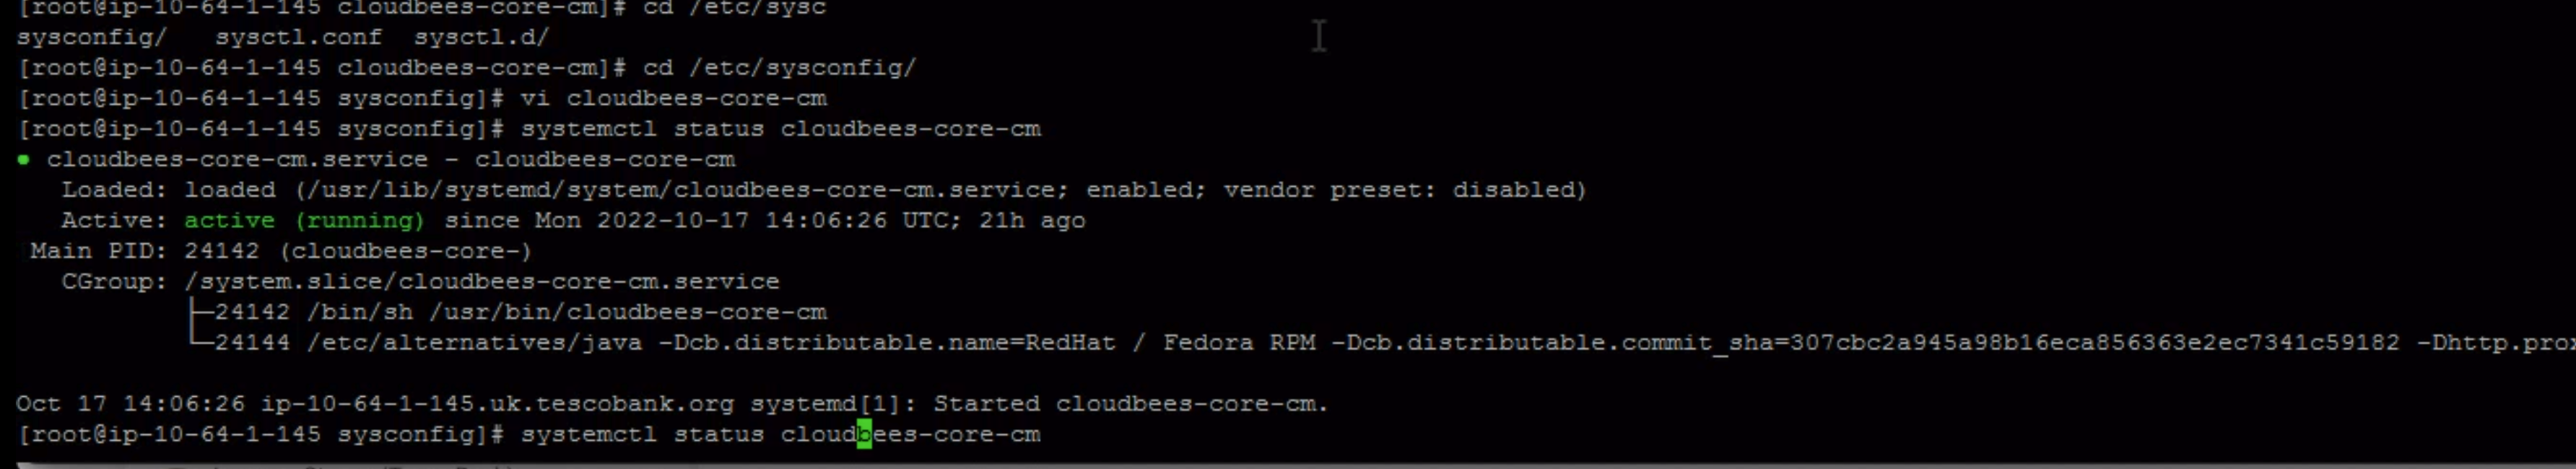 [root@ip-10-64-1-145 cloudbees-core-cm]# cd /etc/sysc
sysconfig/   sysctl.conf  sysctl.d/
[root@ip-10-64-1-145 cloudbees-core-cm]# cd /etc/sysconfig/
[root@ip-10-64-1-145 sysconfig]# vi cloudbees-core-cm
[root@ip-10-64-1-145 sysconfig]# systemctl status cloudbees-core-cm
● cloudbees-core-cm.service - cloudbees-core-cm
   Loaded: loaded (/usr/lib/systemd/system/cloudbees-core-cm.service; enabled; vendor preset: disabled)
   Active: active (running) since Mon 2022-10-17 14:06:26 UTC; 21h ago
 Main PID: 24142 (cloudbees-core-)
   CGroup: /system.slice/cloudbees-core-cm.service
           ├─24142 /bin/sh /usr/bin/cloudbees-core-cm
           └─24144 /etc/alternatives/java -Dcb.distributable.name=RedHat / Fedora RPM -Dcb.distributable.commit_sha=307cbc2a945a98b16eca856363e2ec7341c59182 -Dhttp.prox
Oct 17 14:06:26 ip-10-64-1-145.uk.tescobank.org systemd[1]: Started cloudbees-core-cm.
[root@ip-10-64-1-145 sysconfig]# systemctl status cloudbees-core-cm